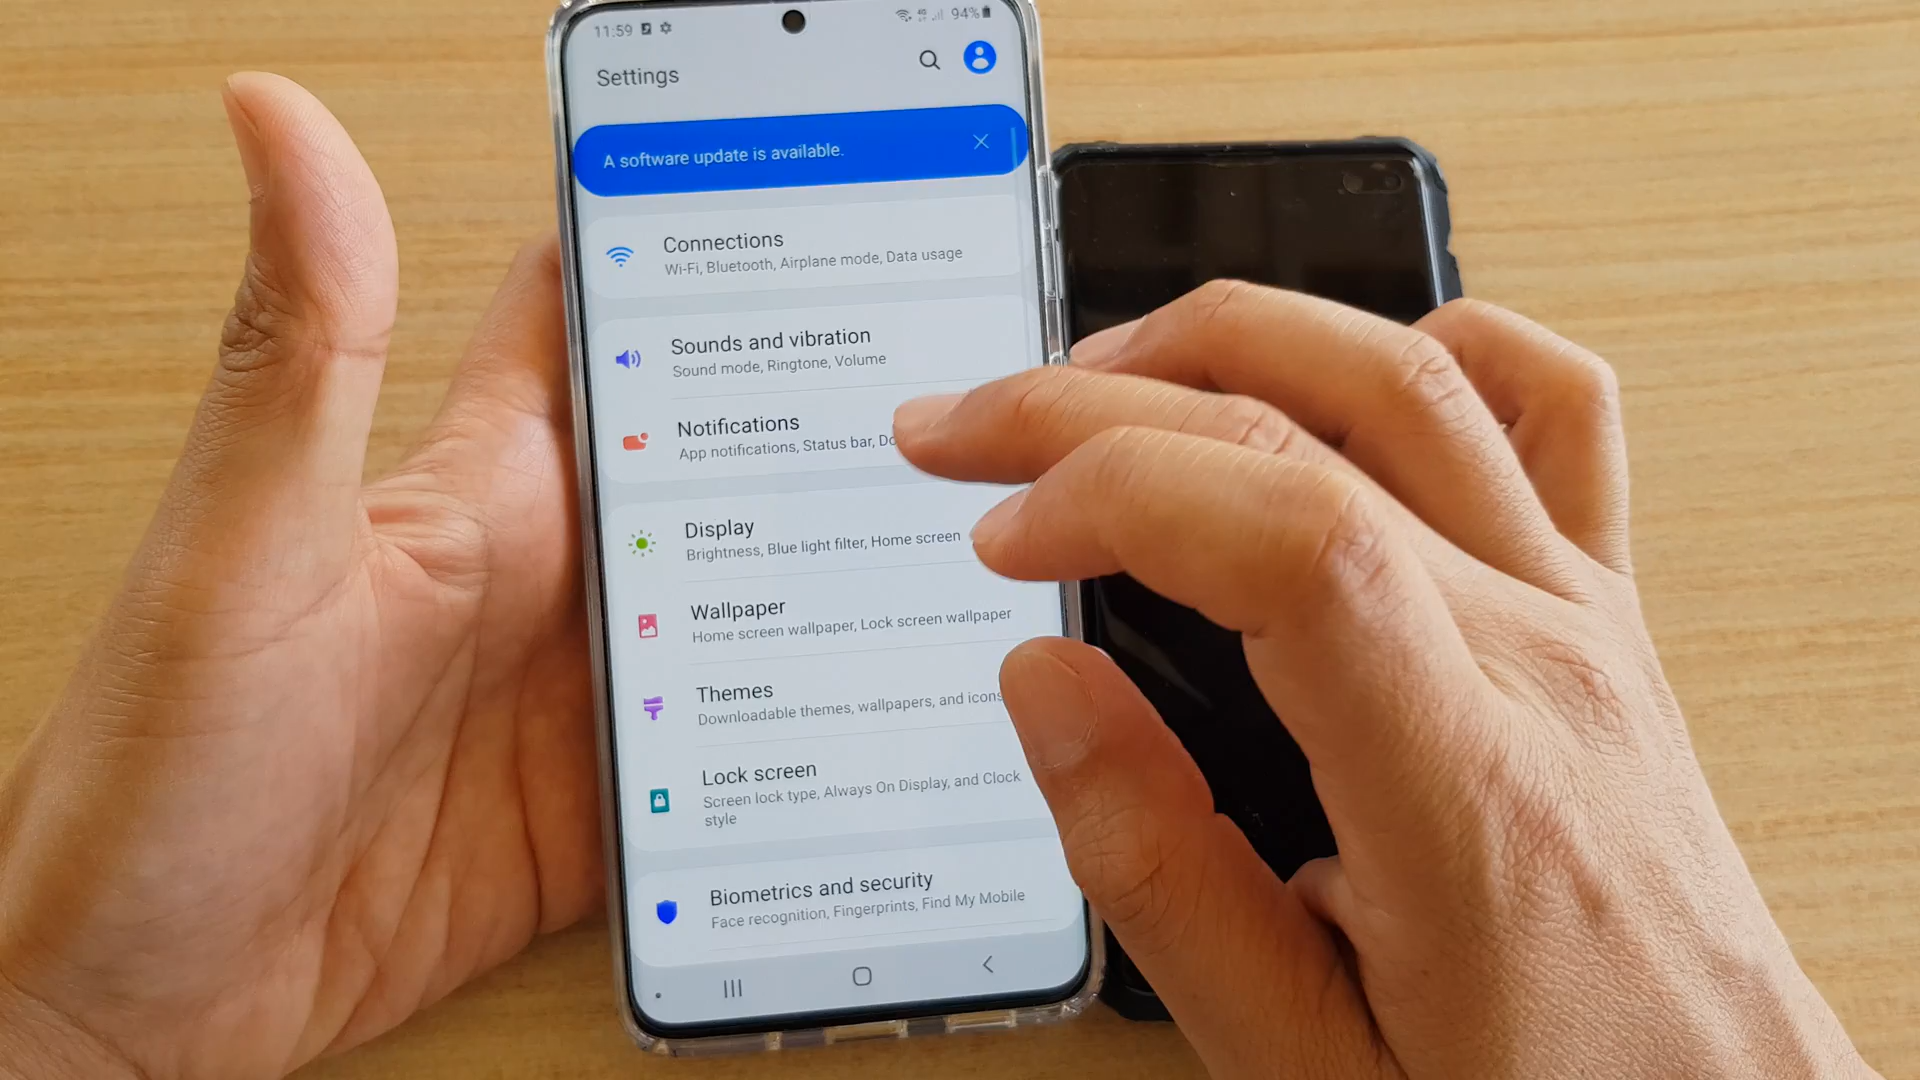 11:59
94%
Settings
A software update is available.
Connections
Wi-Fi, Bluetooth, Airplane mode, Data usage
Sounds and vibration
Sound mode, Ringtone, Volume
Notifications
App notifications, Status bar, Do
Display
Brightness, Blue light filter, Home screen
Wallpaper
Home screen wallpaper, Lock screen wallpaper
Themes
Downloadable themes, wallpapers, and icons
Lock screen
Screen lock type, Always On Display, and Clock
style
Biometrics and security
Face recognition, Fingerprints, Find My Mobile